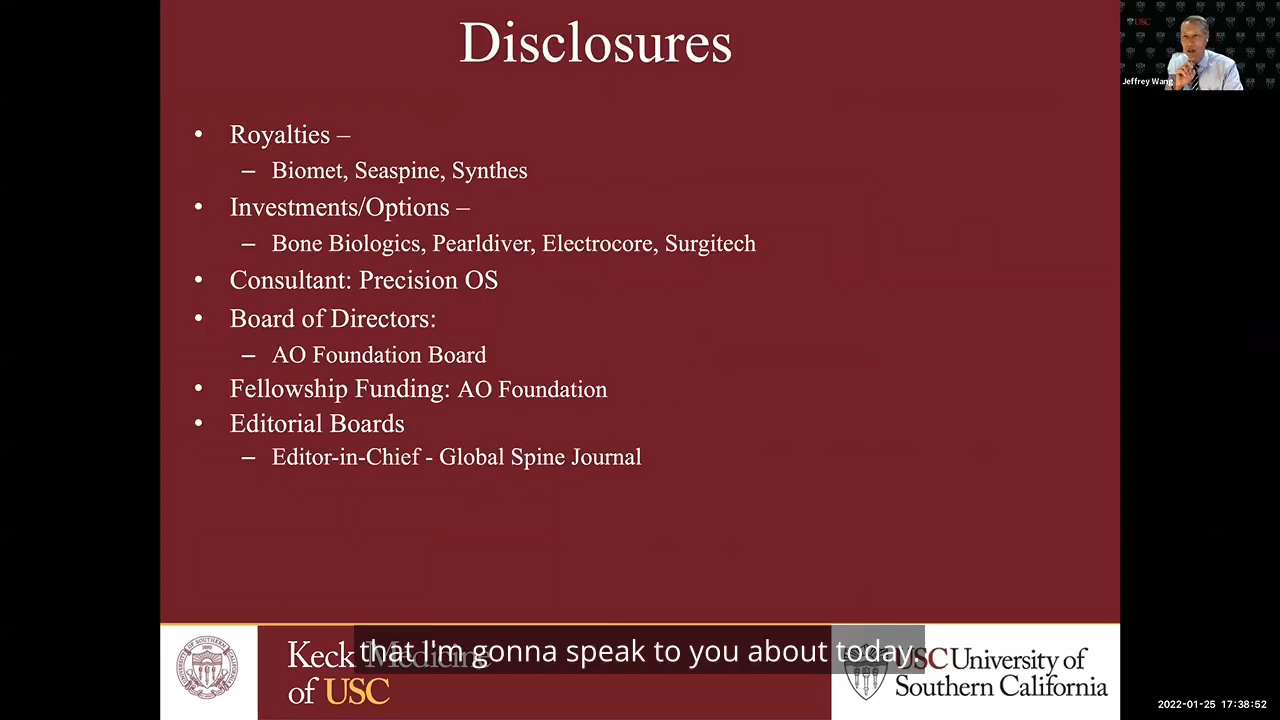 Disclosures
USC
Jeffrey Wang
• Royalties –
– Biomet, Seaspine, Synthes
• Investments/Options –
– Bone Biologics, Pearldiver, Electrocore, Surgitech
• Consultant: Precision OS
• Board of Directors:
– AO Foundation Board
• Fellowship Funding: AO Foundation
• Editorial Boards
– Editor-in-Chief - Global Spine Journal
that I'm gonna speak to you about today
Keck Medicine
of USC
USC University of
Southern California
2022-01-25 17:38:52